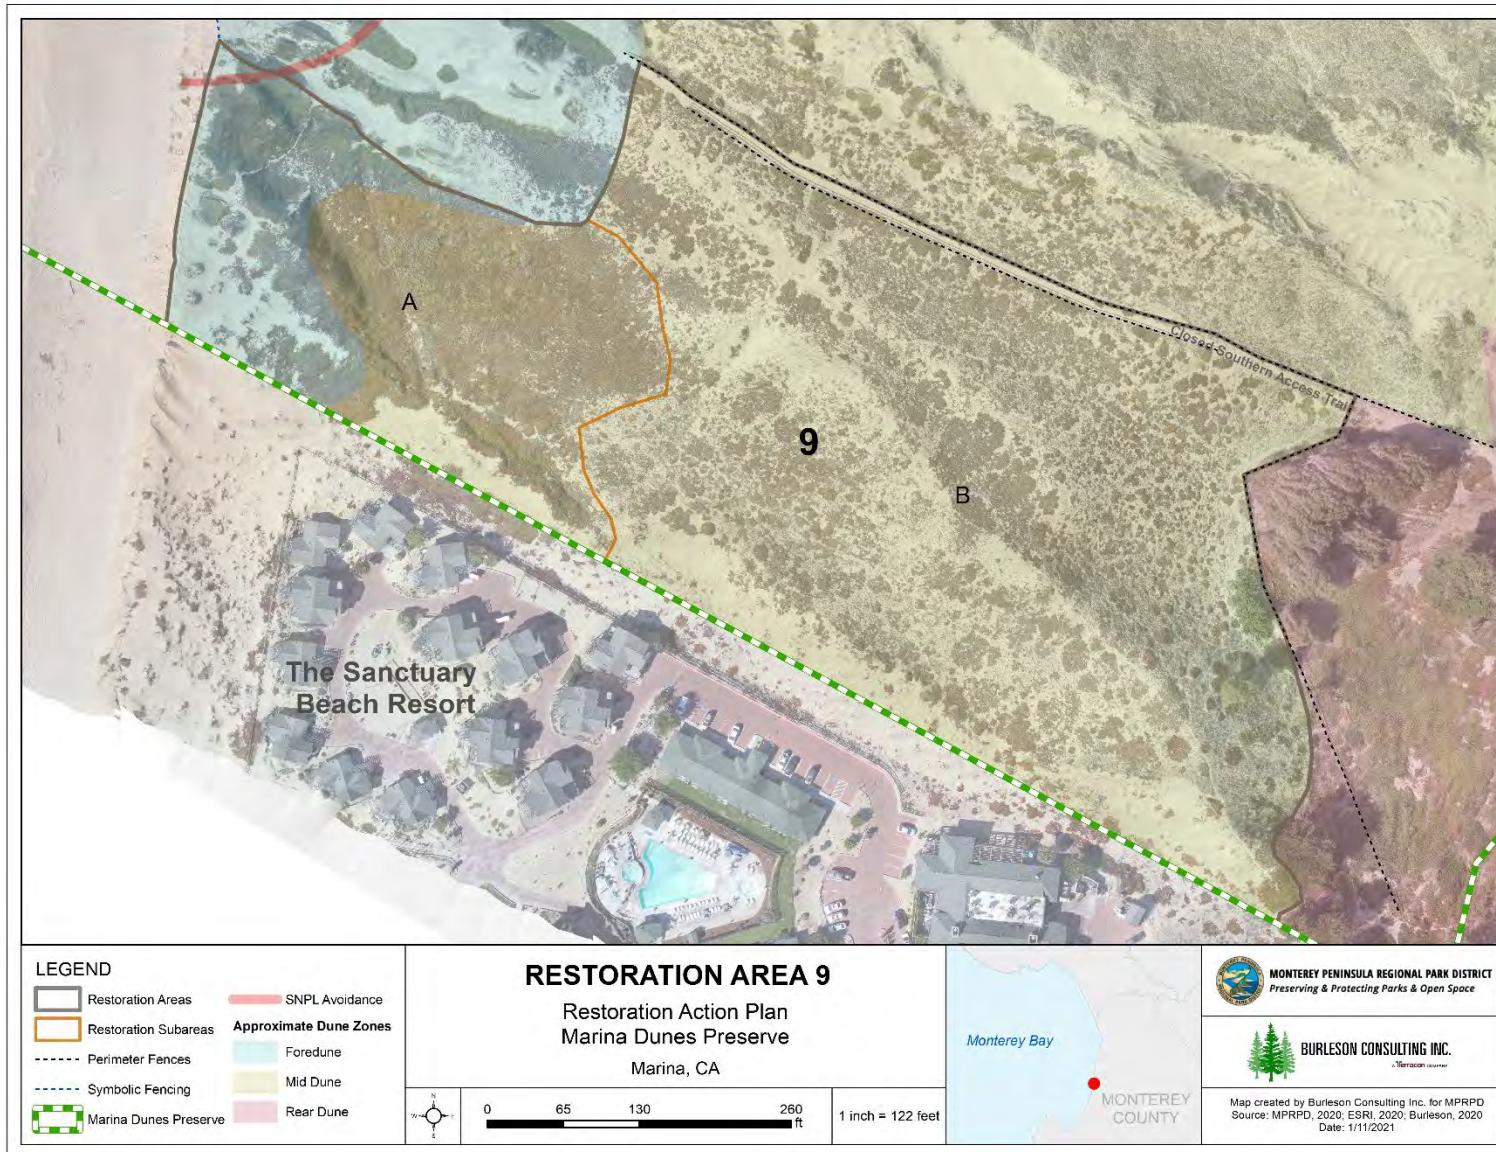 A
9
B
Closed Southern Access Trail
The Sanctuary
Beach Resort
LEGEND
Restoration Areas
Restoration Subareas
Perimeter Fences
Symbolic Fencing
Marina Dunes Preserve
SNPL Avoidance
Approximate Dune Zones
Foredune
Mid Dune
Rear Dune
RESTORATION AREA 9
Restoration Action Plan
Marina Dunes Preserve
Marina, CA
N
W
E
S
0 65 130 260
ft
1 inch = 122 feet
Monterey Bay
MONTEREY
COUNTY
MONTEREY PENINSULA REGIONAL PARK DISTRICT
Preserving & Protecting Parks & Open Space
BURLESON CONSULTING INC.
A Terracon COMPANY
Map created by Burleson Consulting Inc. for MPRPD
Source: MPRPD, 2020; ESRI, 2020; Burleson, 2020
Date: 1/11/2021